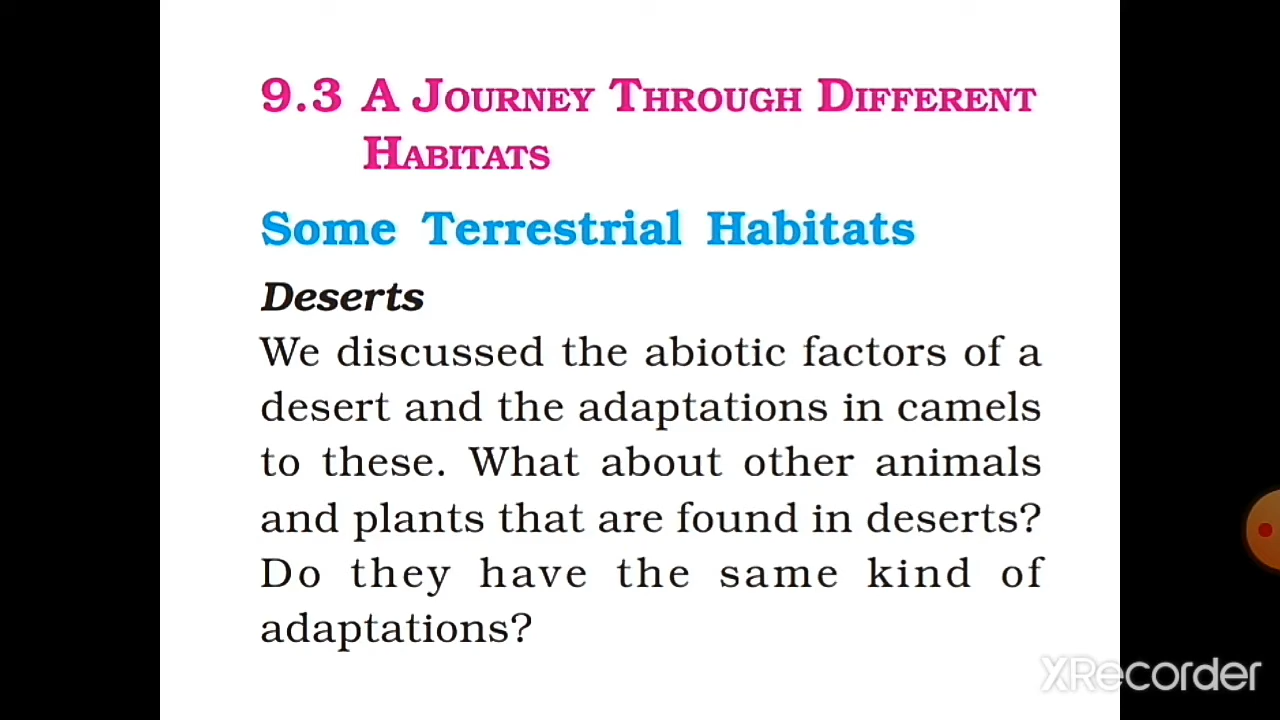 9.3 A JOURNEY THROUGH DIFFERENT
HABITATS
Some Terrestrial Habitats
Deserts
We discussed the abiotic factors of a
desert and the adaptations in camels
to these. What about other animals
and plants that are found in deserts?
Do they have the same kind of
adaptations?
XRecorder